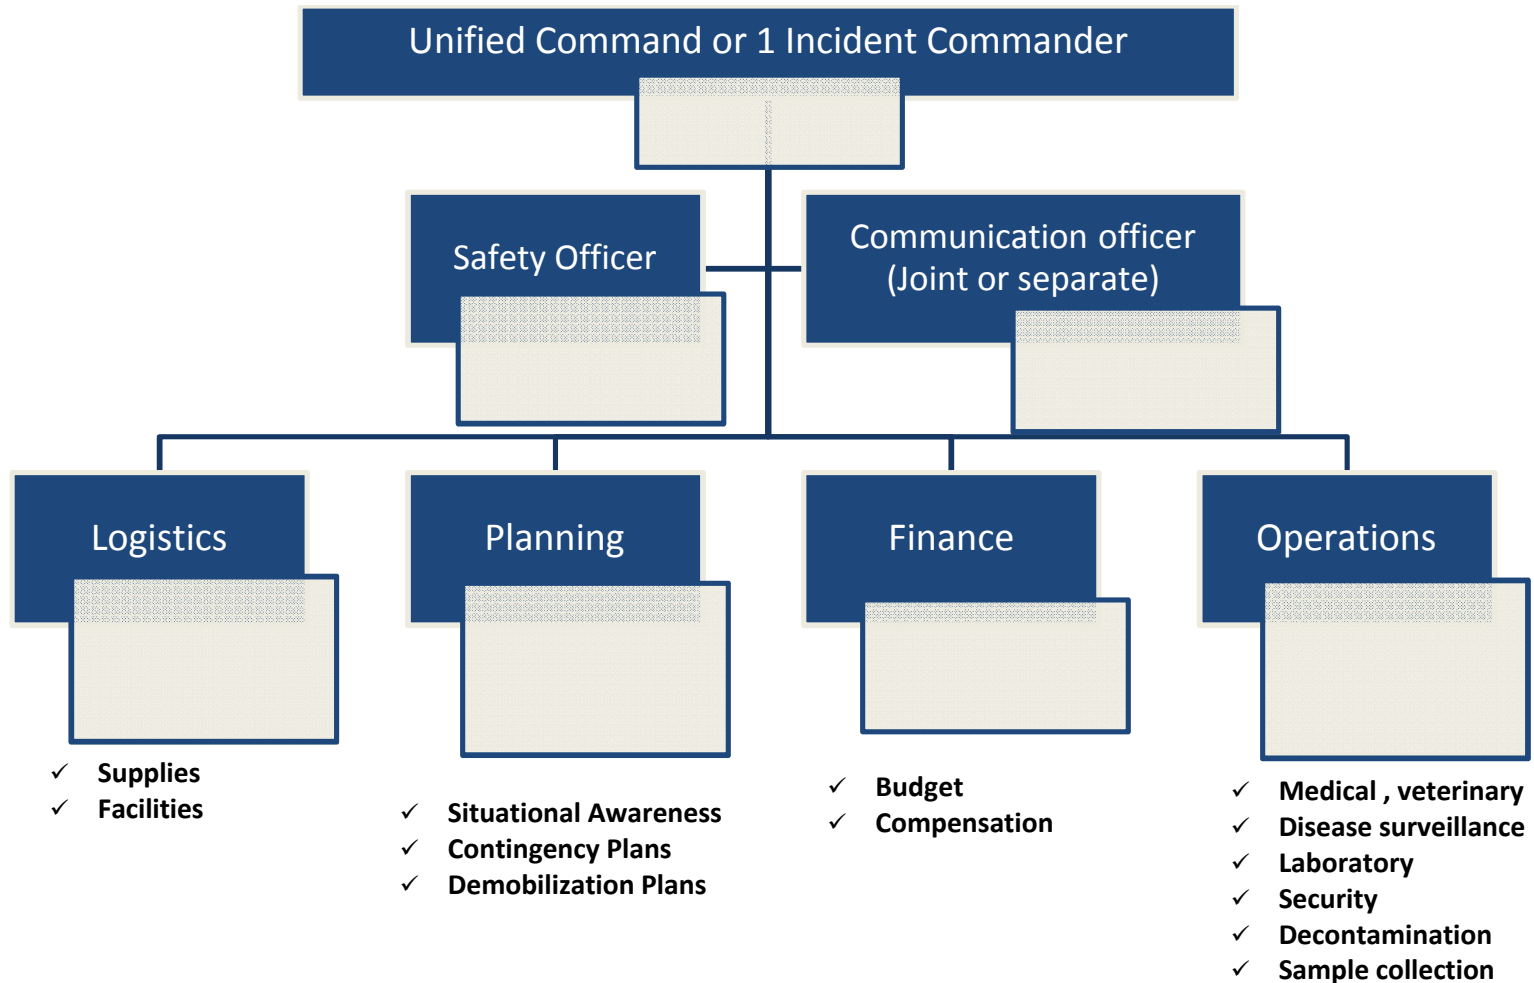 Unified Command or 1 Incident Commander
Safety Officer
Communication officer
(Joint or separate)
Logistics
Planning
Finance
Operations
✓ Supplies
✓ Facilities
✓ Situational Awareness
✓ Contingency Plans
✓ Demobilization Plans
✓ Budget
✓ Compensation
✓ Medical , veterinary
✓ Disease surveillance
✓ Laboratory
✓ Security
✓ Decontamination
✓ Sample collection